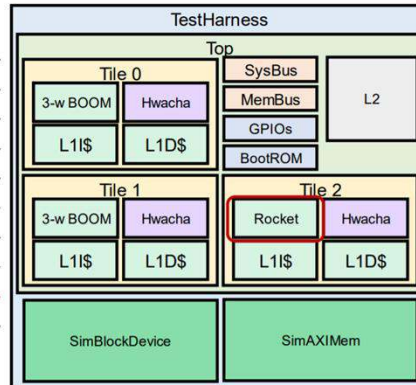 TestHarness
Top
Tile 0
3-w BOOM
Hwacha
L1I$
L1D$
SysBus
MemBus
GPIOs
BootROM
L2
Tile 1
3-w BOOM
Hwacha
L1I$
L1D$
Tile 2
Rocket
Hwacha
L1I$
L1D$
SimBlockDevice
SimAXIMem